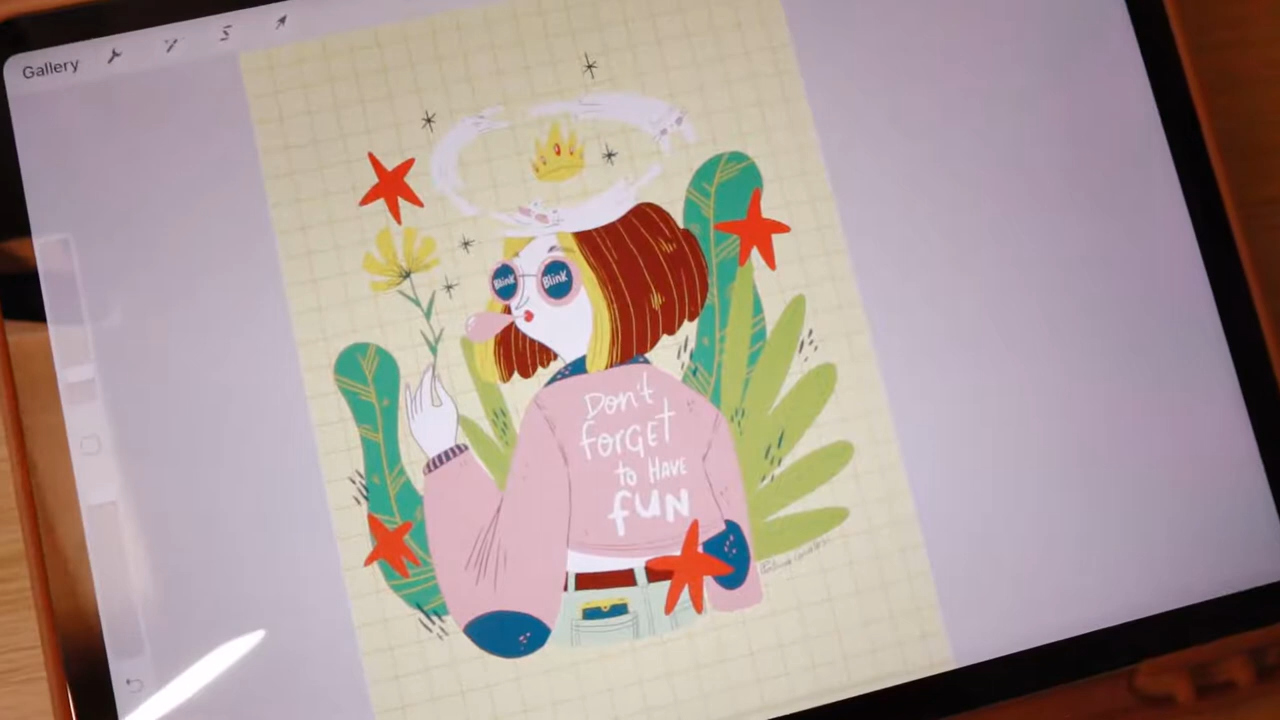 Gallery
Blink Blink
Don't
forGET
to HAVE
fUN